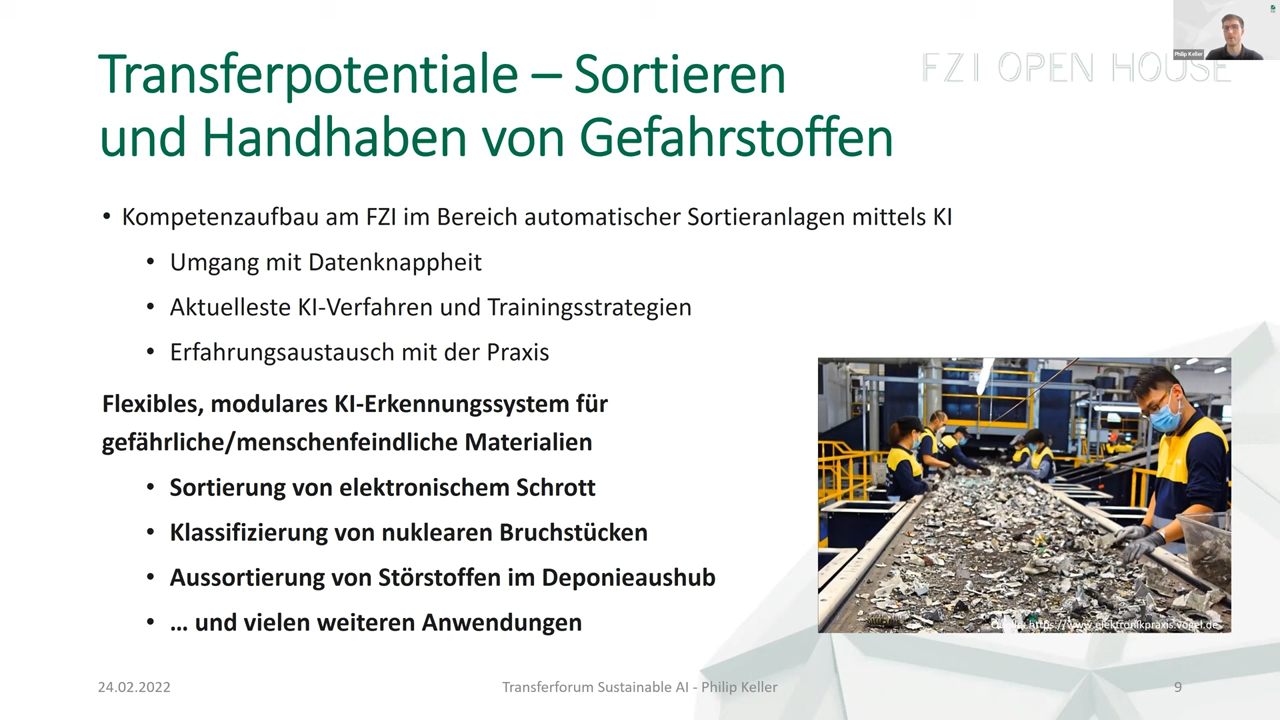 Philip Keller
FZI OPEN HOUSE
Transferpotentiale – Sortieren
und Handhaben von Gefahrstoffen
• Kompetenzaufbau am FZI im Bereich automatischer Sortieranlagen mittels KI
• Umgang mit Datenknappheit
• Aktuelleste KI-Verfahren und Trainingsstrategien
• Erfahrungsaustausch mit der Praxis
Flexibles, modulares KI-Erkennungssystem für
gefährliche/menschenfeindliche Materialien
• Sortierung von elektronischem Schrott
• Klassifizierung von nuklearen Bruchstücken
• Aussortierung von Störstoffen im Deponieaushub
• … und vielen weiteren Anwendungen
https://www.elektronikpraxis.vogel.de
24.02.2022
Transferforum Sustainable AI - Philip Keller
9